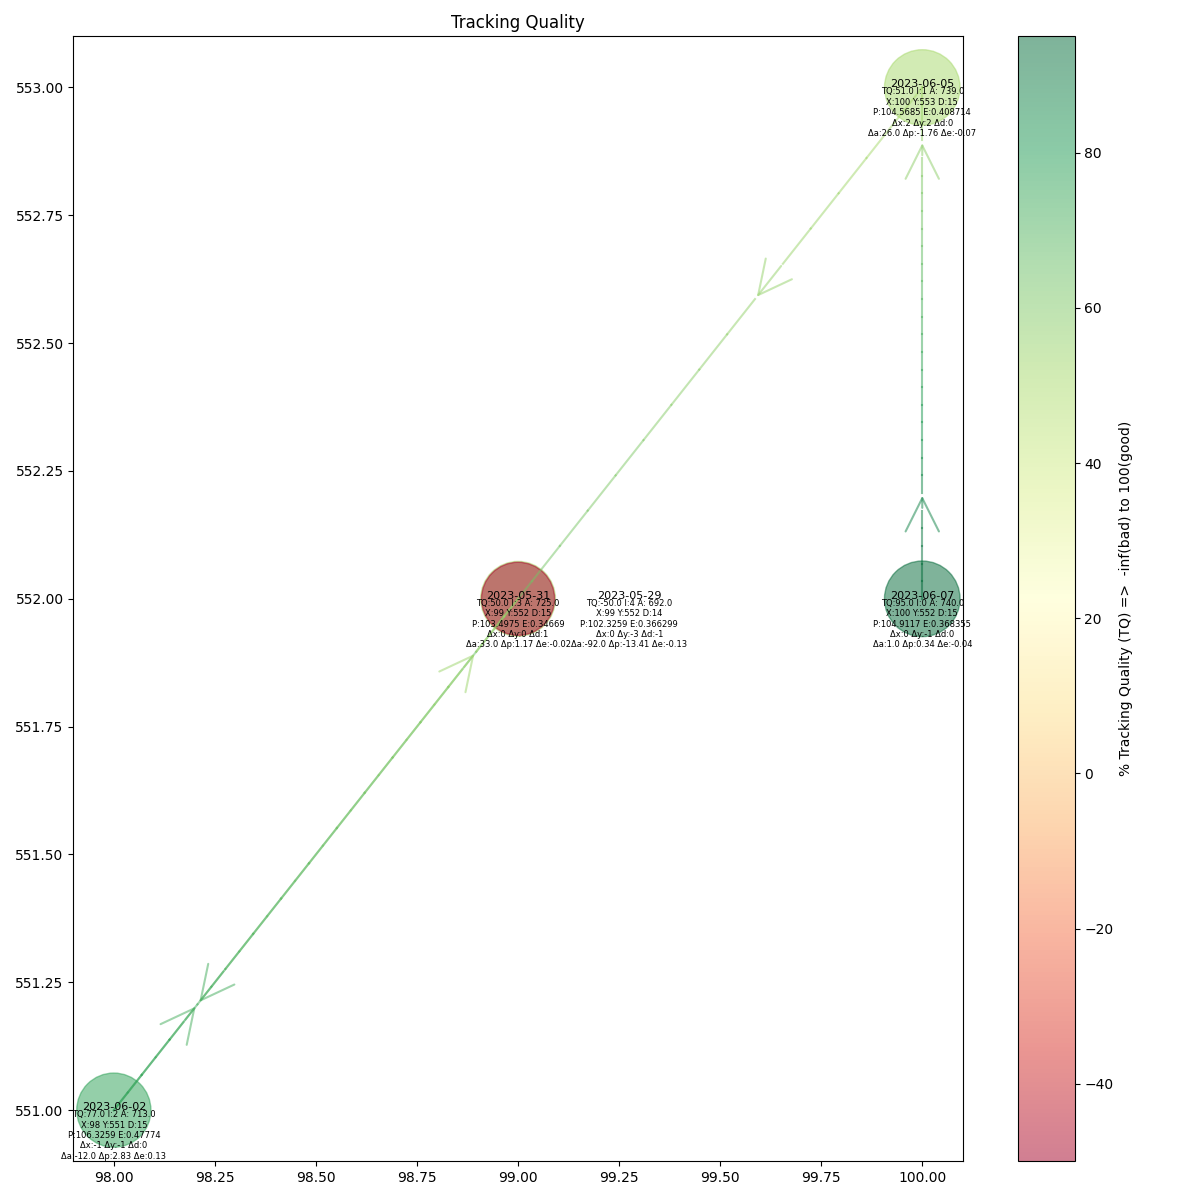 Tracking Quality
553.00
552.75
552.50
552.25
552.00
551.75
551.50
551.25
551.00
2023-06-05
TQ:51.0 I:1 A: 739.0
X:100 Y:553 D:15
P:104.5685 E:0.408714
Δx:2 Δy:2 Δd:0
Δa:26.0 Δp:-1.76 Δe:-0.07
2023-05-31
TQ:50.0 I:3 A: 725.0
X:99 Y:552 D:15
P:103.4975 E:0.34669
Δx:0 Δy:0 Δd:1
Δa:33.0 Δp:1.17 Δe:-0.02
2023-05-29
TQ:-50.0 I:4 A: 692.0
X:99 Y:552 D:14
P:102.3259 E:0.366299
Δx:0 Δy:-3 Δd:-1
Δa:-92.0 Δp:-13.41 Δe:-0.13
2023-06-07
TQ:95.0 I:0 A: 740.0
X:100 Y:552 D:15
P:104.9117 E:0.368355
Δx:0 Δy:-1 Δd:0
Δa:1.0 Δp:0.34 Δe:-0.04
2023-06-02
TQ:77.0 I:2 A: 713.0
X:98 Y:551 D:15
P:106.3259 E:0.47774
Δx:-1 Δy:-1 Δd:0
Δa:-12.0 Δp:2.83 Δe:0.13
98.00 98.25 98.50 98.75 99.00 99.25 99.50 99.75 100.00
80
60
40
20
0
−20
−40
% Tracking Quality (TQ) => -inf(bad) to 100(good)